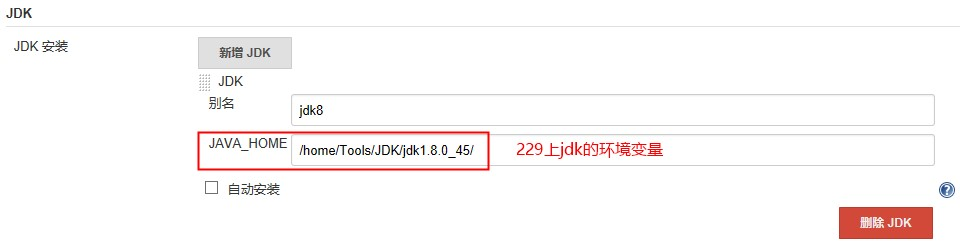 JDK
JDK 安装
新增 JDK
JDK
别名
jdk8
JAVA_HOME
/home/Tools/JDK/jdk1.8.0_45/
229上jdk的环境变量
自动安装
?
删除 JDK